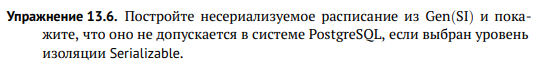 Упражнение 13.6. Постройте несериализуемое расписание из Gen(SI) и пока-
жите, что оно не допускается в системе PostgreSQL, если выбран уровень
изоляции Serializable.